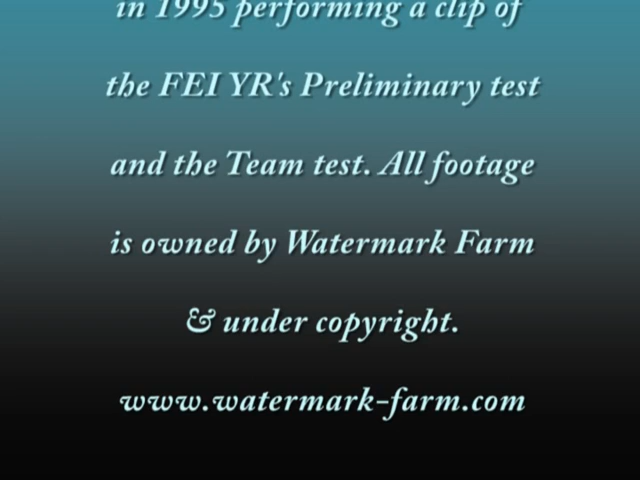 in 1995 performing a clip of
the FEI YR's Preliminary test
and the Team test. All footage
is owned by Watermark Farm
& under copyright.
www.watermark-farm.com